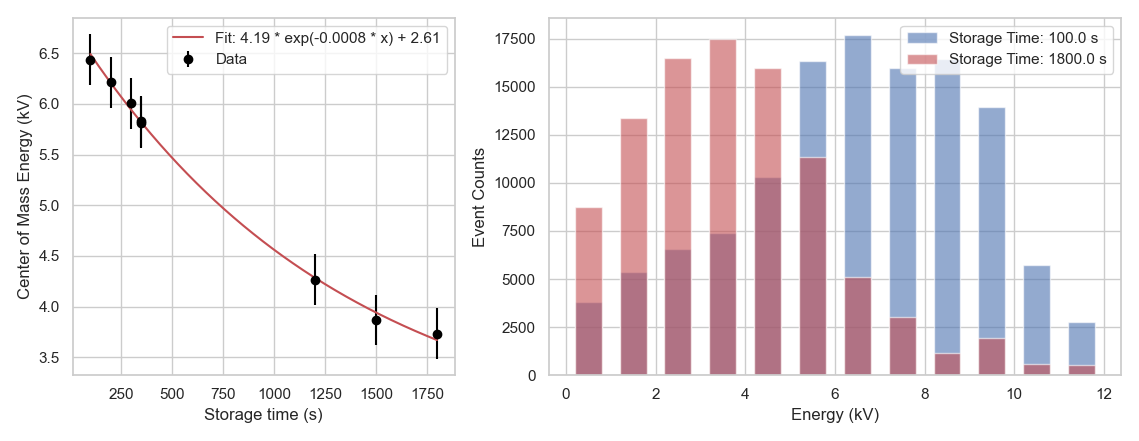 Fit: 4.19 * exp(-0.0008 * x) + 2.61
Data
6.5
6.0
5.5
5.0
4.5
4.0
3.5
Center of Mass Energy (kV)
250 500 750 1000 1250 1500 1750
Storage time (s)
Storage Time: 100.0 s
Storage Time: 1800.0 s
17500
15000
12500
10000
7500
5000
2500
0
Event Counts
0 2 4 6 8 10 12
Energy (kV)